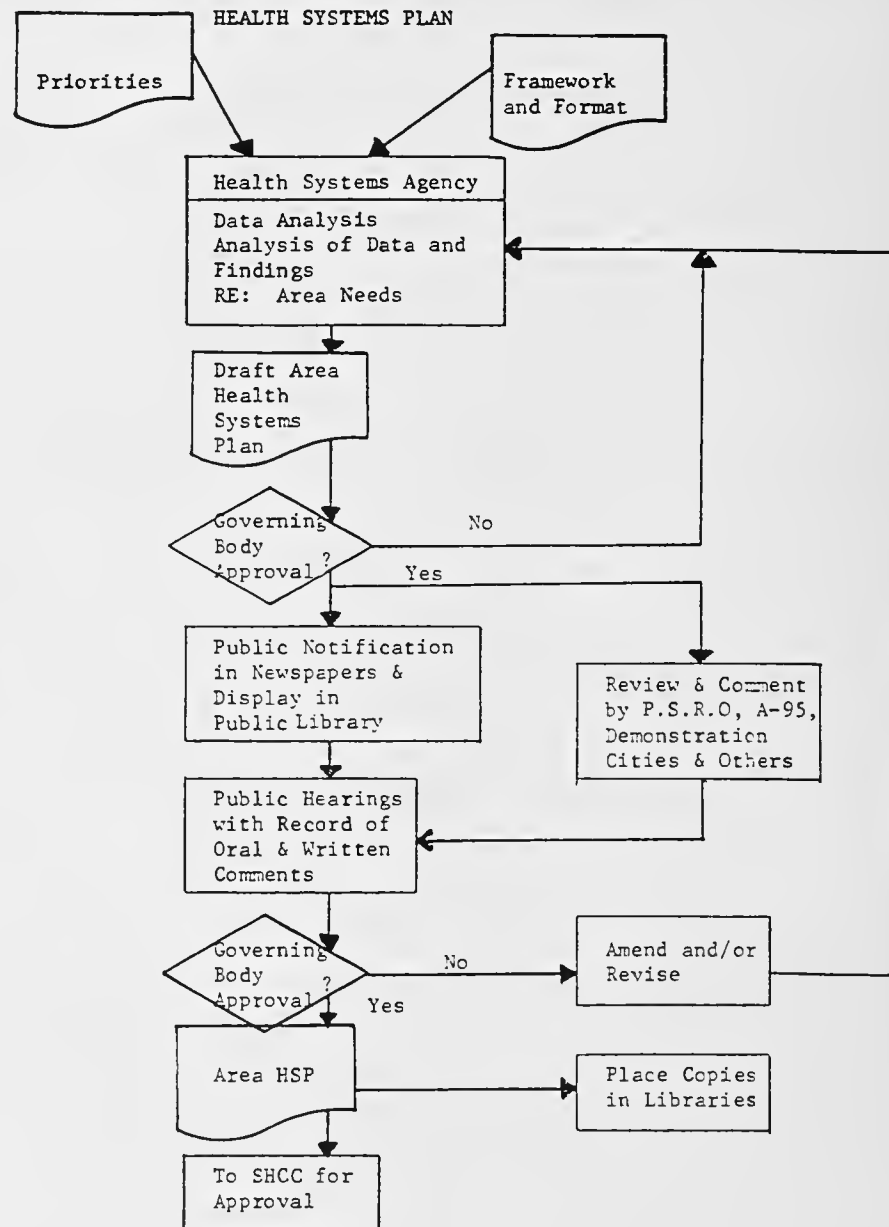 HEALTH SYSTEMS PLAN
Priorities
Framework
and Format
Health Systems Agency
Data Analysis
Analysis of Data and
Findings
RE: Area Needs
Draft Area
Health
Systems
Plan
Governing
Body
Approval?
No
Yes
Public Notification
in Newspapers &
Display in
Public Library
Review & Comment
by P.S.R.O, A-95,
Demonstration
Cities & Others
Public Hearings
with Record of
Oral & Written
Comments
Governing
Body
Approval?
No
Yes
Amend and/or
Revise
Area HSP
Place Copies
in Libraries
To SHCC for
Approval